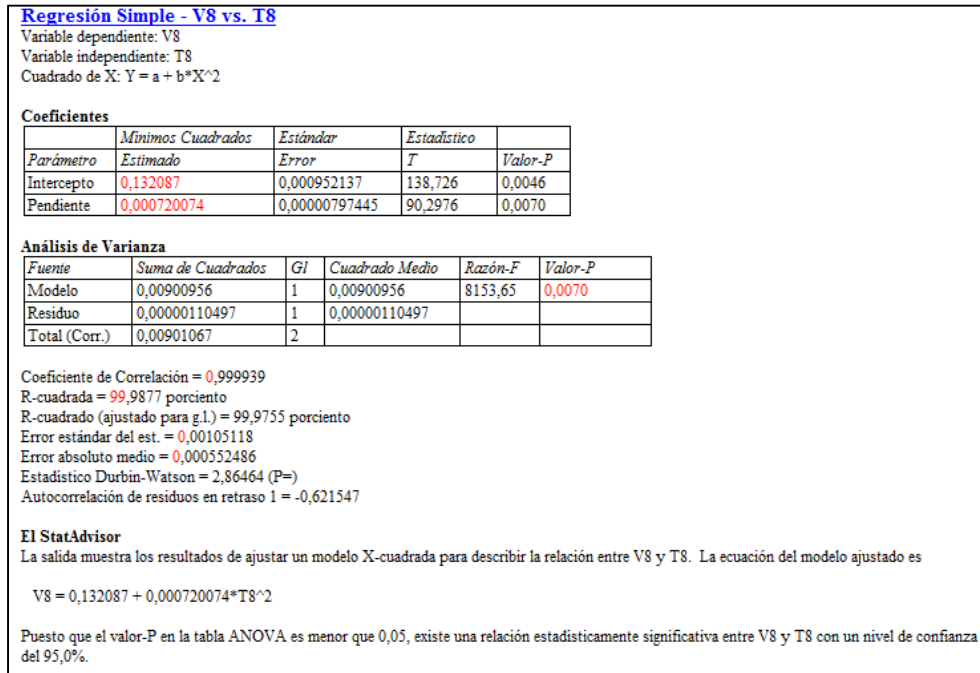 Regresión Simple - V8 vs. T8
Variable dependiente: V8
Variable independiente: T8
Cuadrado de X: Y = a + b*X^2
Coeficientes
Mínimos Cuadrados Estándar Estadístico
Parámetro Estimado Error T Valor-P
Intercepto 0,132087 0,000952137 138,726 0,0046
Pendiente 0,000720074 0,00000797445 90,2976 0,0070
Análisis de Varianza
Fuente Suma de Cuadrados Gl Cuadrado Medio Razón-F Valor-P
Modelo 0,00900956 1 0,00900956 8153,65 0,0070
Residuo 0,00000110497 1 0,00000110497
Total (Corr.) 0,00901067 2
Coeficiente de Correlación = 0,999939
R-cuadrada = 99,9877 porciento
R-cuadrado (ajustado para g.l.) = 99,9755 porciento
Error estándar del est. = 0,00105118
Error absoluto medio = 0,000552486
Estadístico Durbin-Watson = 2,86464 (P=)
Autocorrelación de residuos en retraso 1 = -0,621547
El StatAdvisor
La salida muestra los resultados de ajustar un modelo X-cuadrada para describir la relación entre V8 y T8. La ecuación del modelo ajustado es
V8 = 0,132087 + 0,000720074*T8^2
Puesto que el valor-P en la tabla ANOVA es menor que 0,05, existe una relación estadísticamente significativa entre V8 y T8 con un nivel de confianza
del 95,0%.